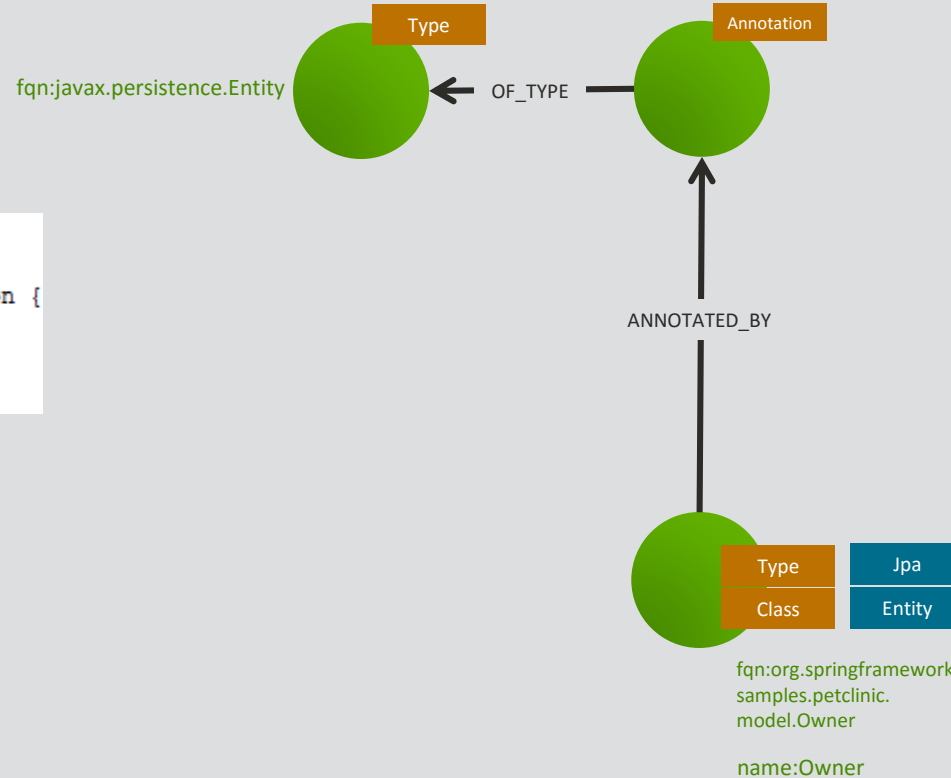 Type
Annotation
fqn:javax.persistence.Entity
OF_TYPE
{
ANNOTATED_BY
Type
Jpa
Class
Entity
fqn:org.springframework
samples.petclinic.
model.Owner
name:Owner